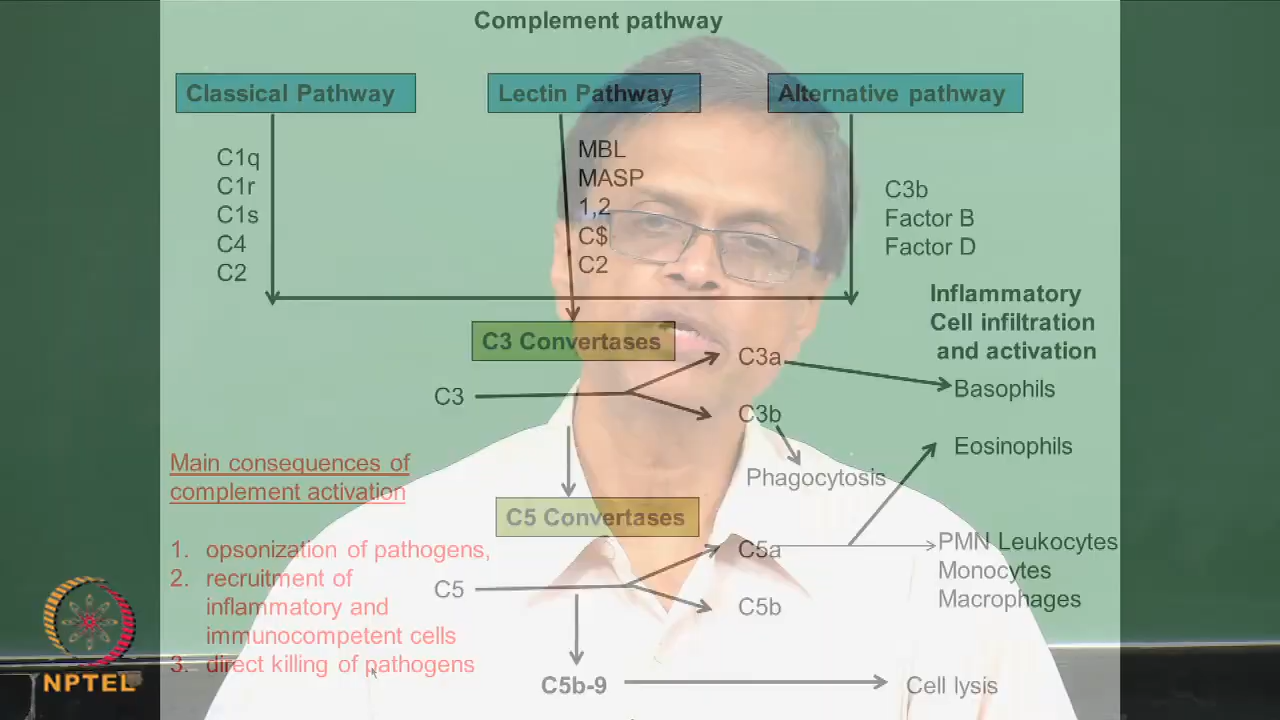 Complement pathway
Classical Pathway
Lectin Pathway
Alternative pathway
C1q
C1r
C1s
C4
C2
MBL
MASP
1,2
C$
C2
C3b
Factor B
Factor D
Inflammatory
Cell infiltration
and activation
C3 Convertases
C3
C3a
C3b
Basophils
Eosinophils
Phagocytosis
Main consequences of
complement activation
C5 Convertases
1. opsonization of pathogens,
2. recruitment of
inflammatory and
immunocompetent cells
3. direct killing of pathogens
C5
C5a
C5b
PMN Leukocytes
Monocytes
Macrophages
C5b-9
Cell lysis
NPTEL